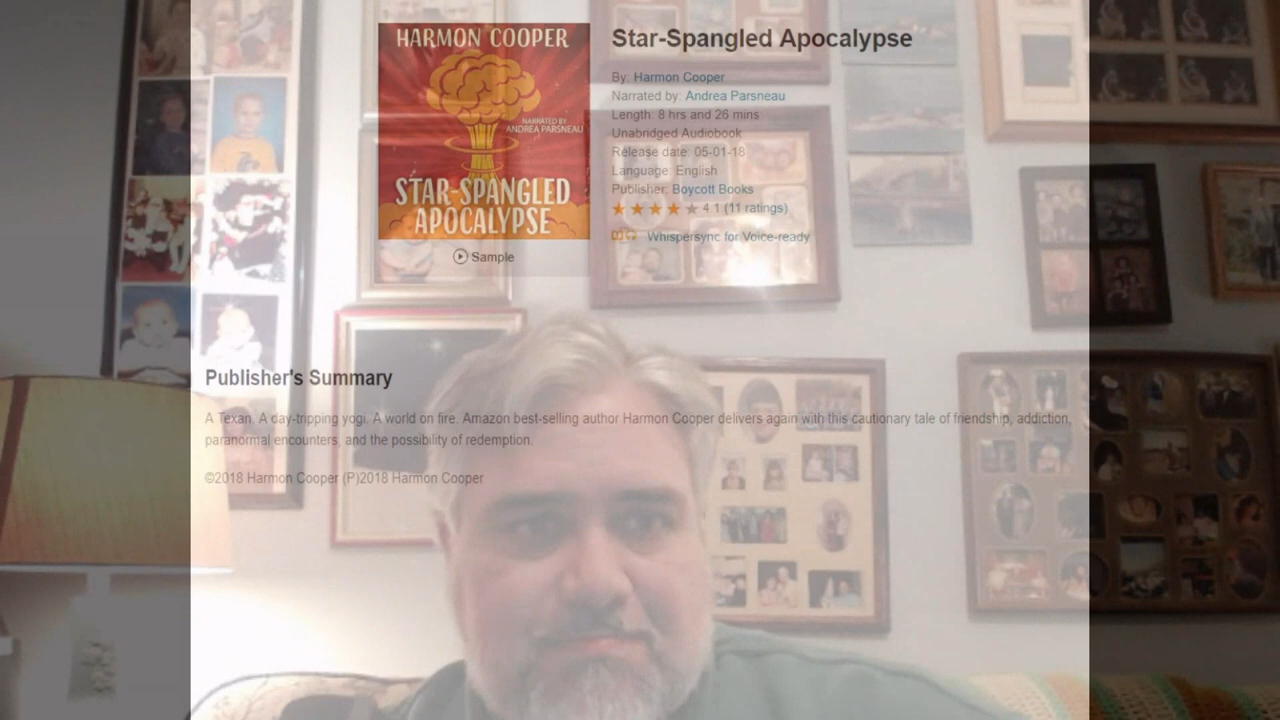 HARMON COOPER
NARRATED BY
ANDREA PARSNEAU
STAR-SPANGLED
APOCALYPSE
Sample
Star-Spangled Apocalypse
By: Harmon Cooper
Narrated by: Andrea Parsneau
Length: 8 hrs and 26 mins
Unabridged Audiobook
Release date: 05-01-18
Language: English
Publisher: Boycott Books
4.1 (11 ratings)
Whispersync for Voice-ready
Publisher's Summary
A Texan. A day-tripping yogi. A world on fire. Amazon best-selling author Harmon Cooper delivers again with this cautionary tale of friendship, addiction,
paranormal encounters, and the possibility of redemption.
©2018 Harmon Cooper (P)2018 Harmon Cooper